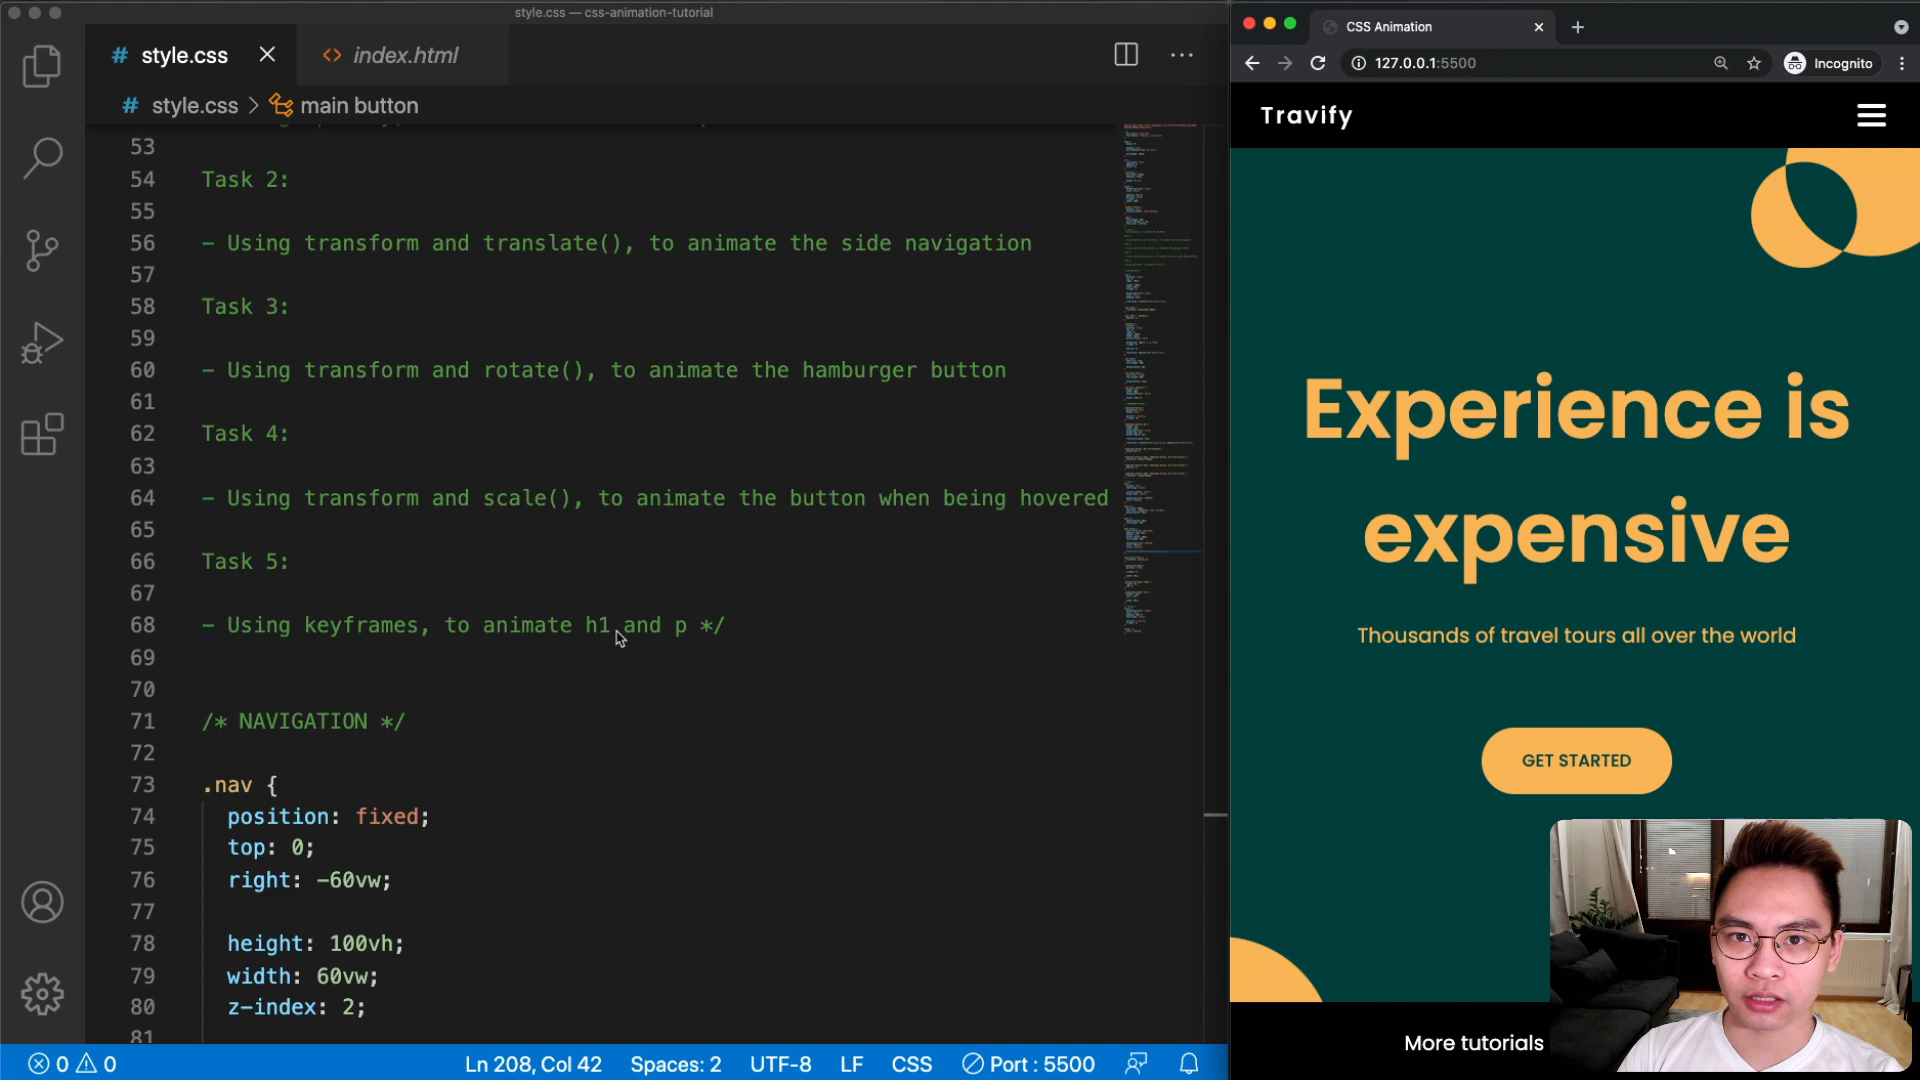 style.css — css-animation-tutorial
# style.css
<> index.html
# style.css > main button
53
54 Task 2:
55
56 - Using transform and translate(), to animate the side navigation
57
58 Task 3:
59
60 - Using transform and rotate(), to animate the hamburger button
61
62 Task 4:
63
64 - Using transform and scale(), to animate the button when being hovered
65
66 Task 5:
67
68 - Using keyframes, to animate h1 and p */
69
70
71 /* NAVIGATION */
72
73 .nav {
74 position: fixed;
75 top: 0;
76 right: -60vw;
77
78 height: 100vh;
79 width: 60vw;
80 z-index: 2;
81
0 0
Ln 208, Col 42
Spaces: 2
UTF-8
LF
CSS
Port : 5500
CSS Animation
127.0.0.1:5500
Incognito
Travify
Experience is
expensive
Thousands of travel tours all over the world
GET STARTED
More tutorials